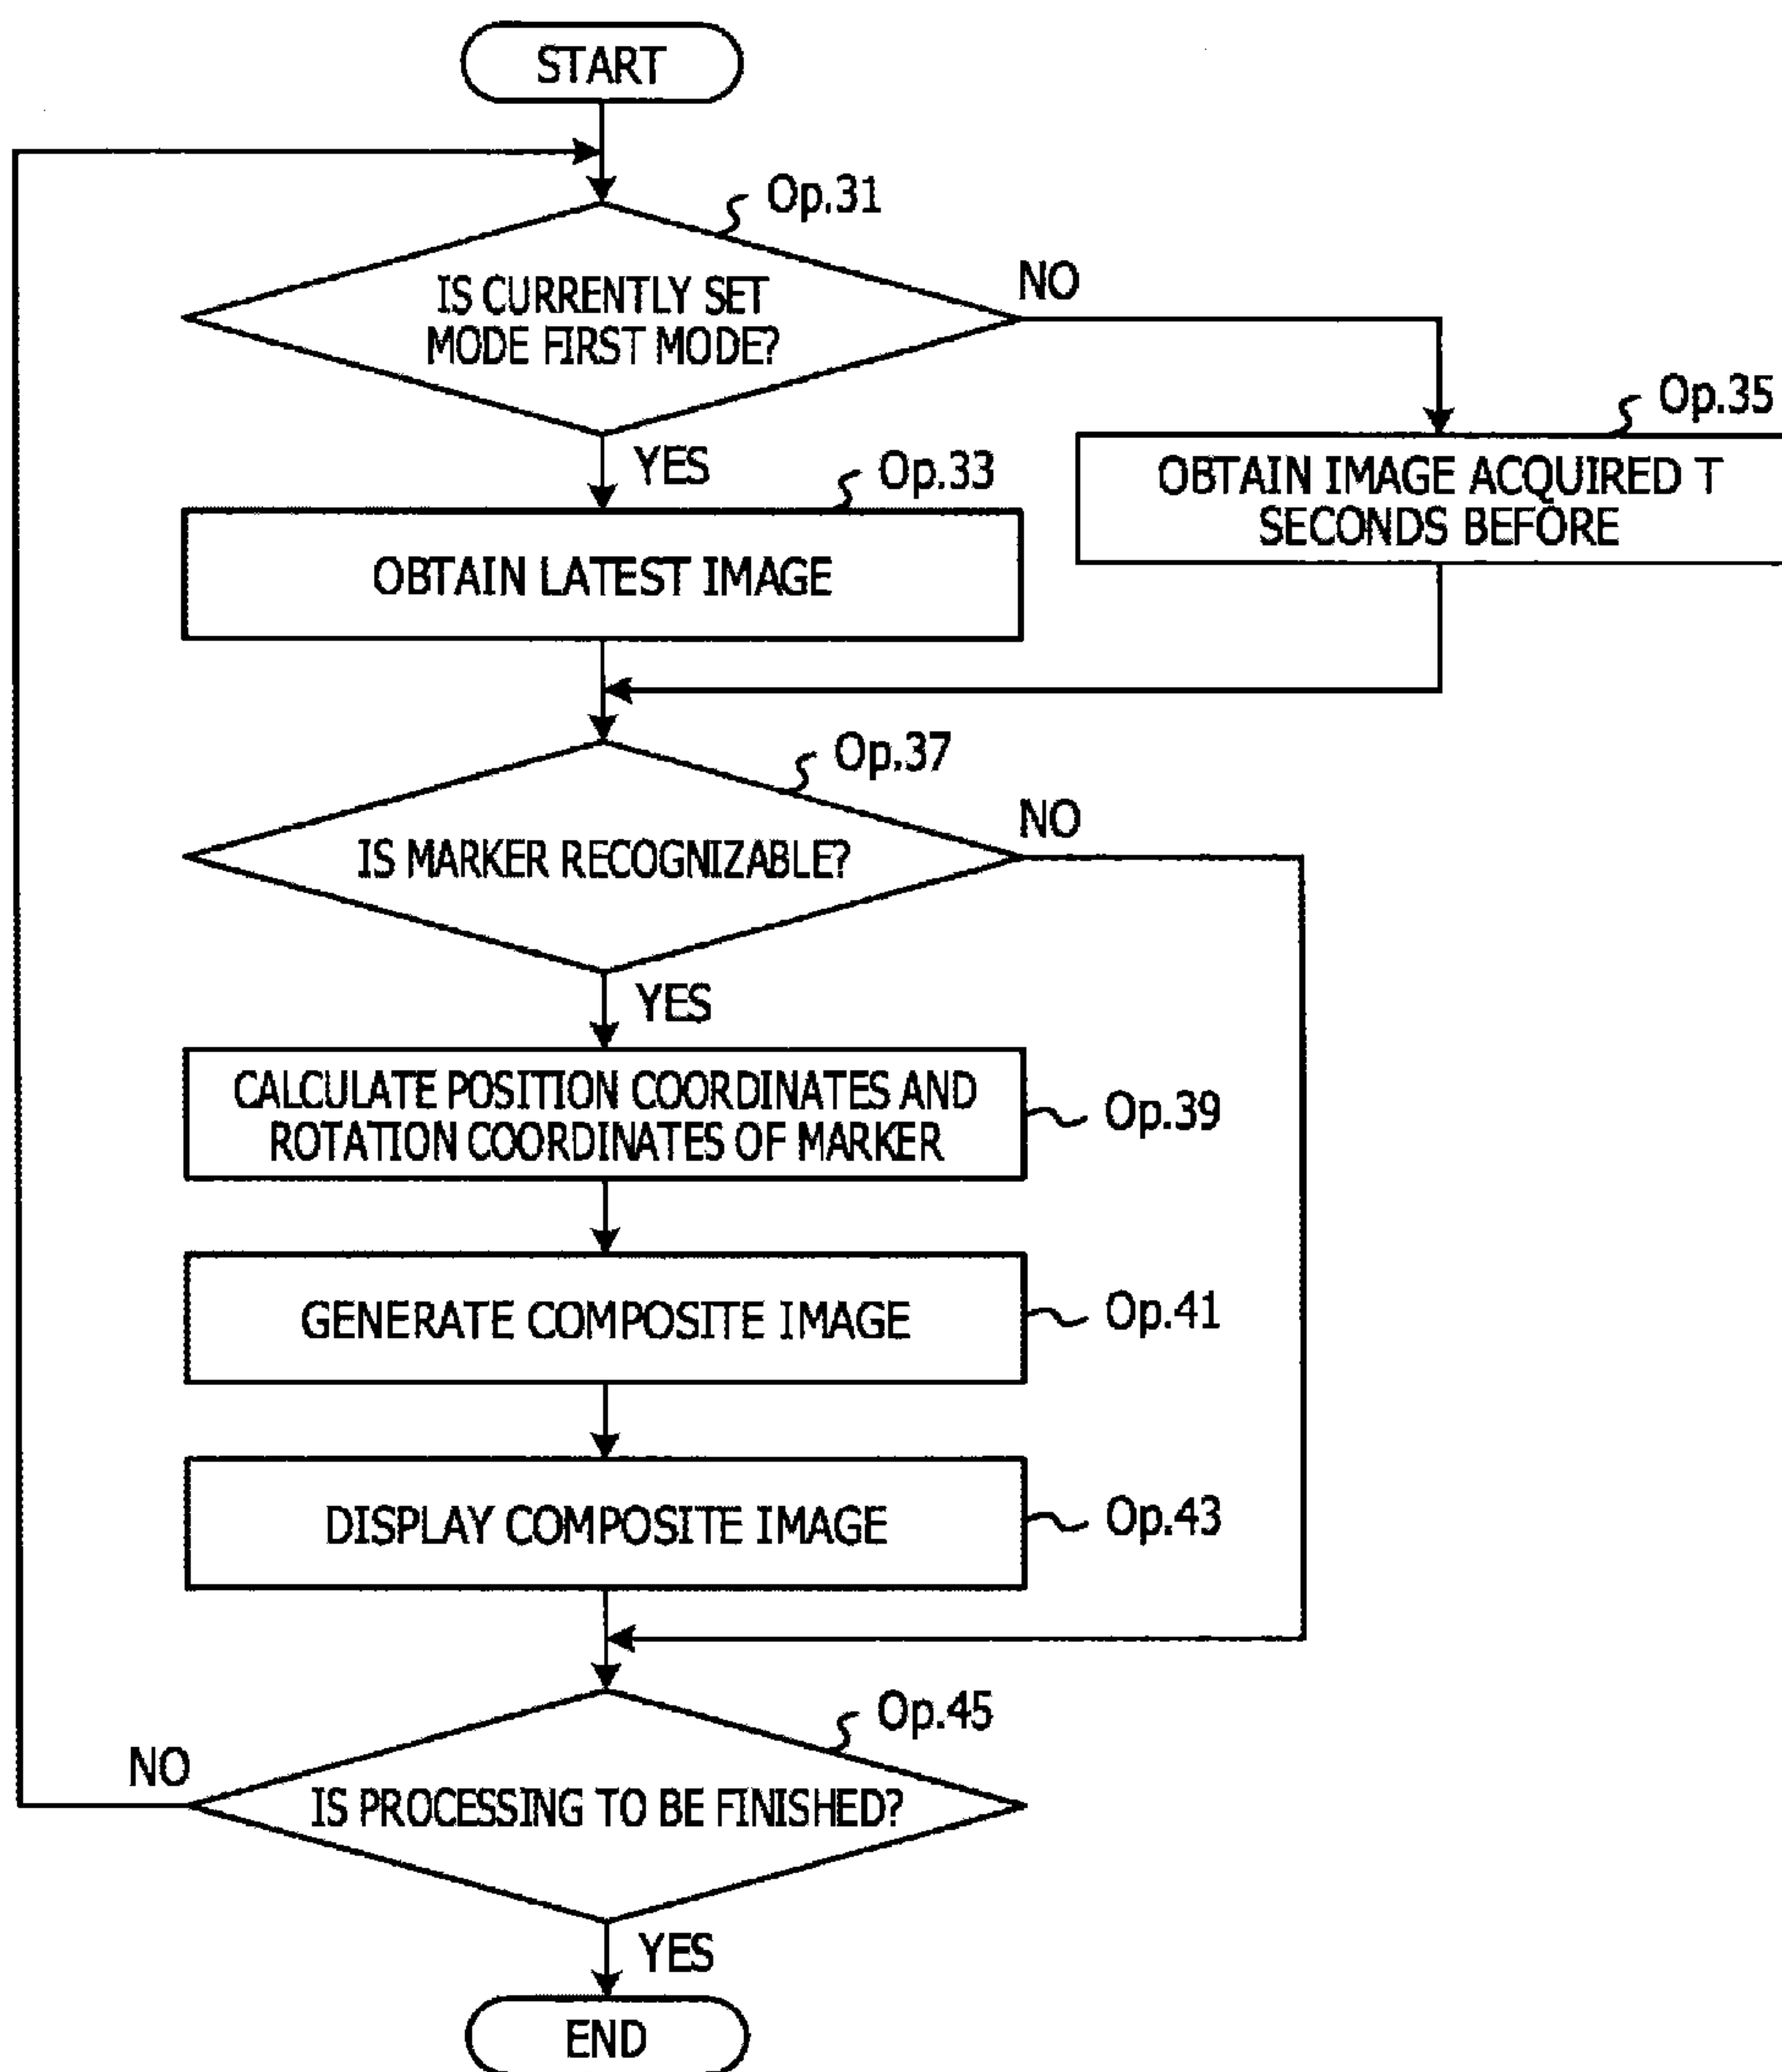 START
Op.31
IS CURRENTLY SET
MODE FIRST MODE?
NO
YES
Op.35
OBTAIN IMAGE ACQUIRED T
SECONDS BEFORE
Op.33
OBTAIN LATEST IMAGE
Op.37
IS MARKER RECOGNIZABLE?
NO
YES
CALCULATE POSITION COORDINATES AND
ROTATION COORDINATES OF MARKER
Op.39
GENERATE COMPOSITE IMAGE
Op.41
DISPLAY COMPOSITE IMAGE
Op.43
Op.45
NO
IS PROCESSING TO BE FINISHED?
YES
END